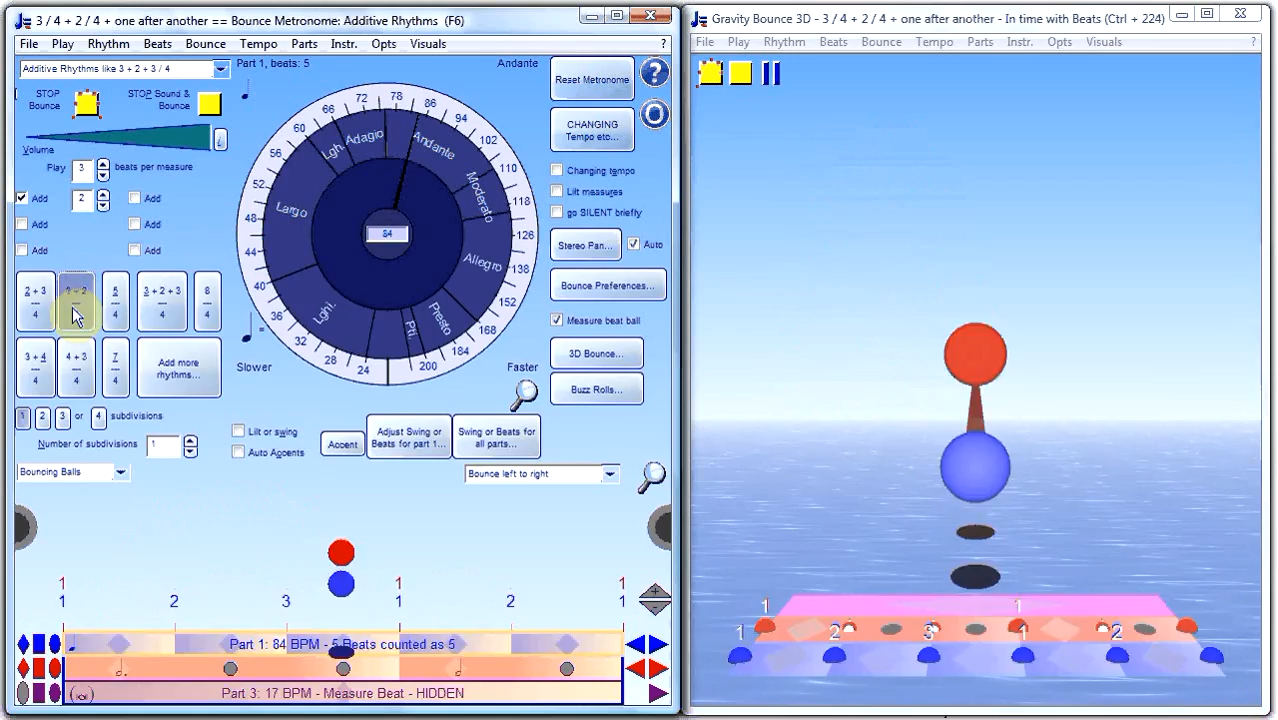 3 / 4 + 2 / 4 + one after another == Bounce Metronome: Additive Rhythms (F6)
File Play Rhythm Beats Bounce Tempo Parts Instr. Opts Visuals ?
Additive Rhythms like 3 + 2 + 3 / 4
Part 1, beats: 5
Andante
STOP Bounce
STOP Sound & Bounce
Volume
Play 3 beats per measure
Add 2 Add
Add Add
Add Add
2 + 3
4
4
5
4
3 + 2 + 3
4
8
4
3 + 4
4
4 + 3
4
7
4
Add more rhythms...
1 2 3 or 4 subdivisions
Number of subdivisions 1
Bouncing Balls
24 28 32 40 44 48 52 56 60 66 72 78 86 94 102 110 118 126 138 152 168 184 200
Lghi. Largo Lgh. Adagio Andante Moderato Allegro Presto Pti.
84
Slower
Faster
Lilt or swing
Auto Accents
Accent
Adjust Swing or Beats for part 1...
Swing or Beats for all parts...
Bounce left to right
Reset Metronome
?
CHANGING Tempo etc...
Changing tempo
Lilt measures
go SILENT briefly
Stereo Pan...
Auto
Bounce Preferences...
Measure beat ball
3D Bounce...
Buzz Rolls...
1 1 1
1 2 3 1 2 1
Part 1: 84 BPM - 5 Beats counted as 5
Part 3: 17 BPM - Measure Beat - HIDDEN
Gravity Bounce 3D - 3 / 4 + 2 / 4 + one after another - In time with Beats (Ctrl + 224)
File Play Rhythm Beats Bounce Tempo Parts Instr. Opts Visuals ?
1 1
1 2 3 1 2